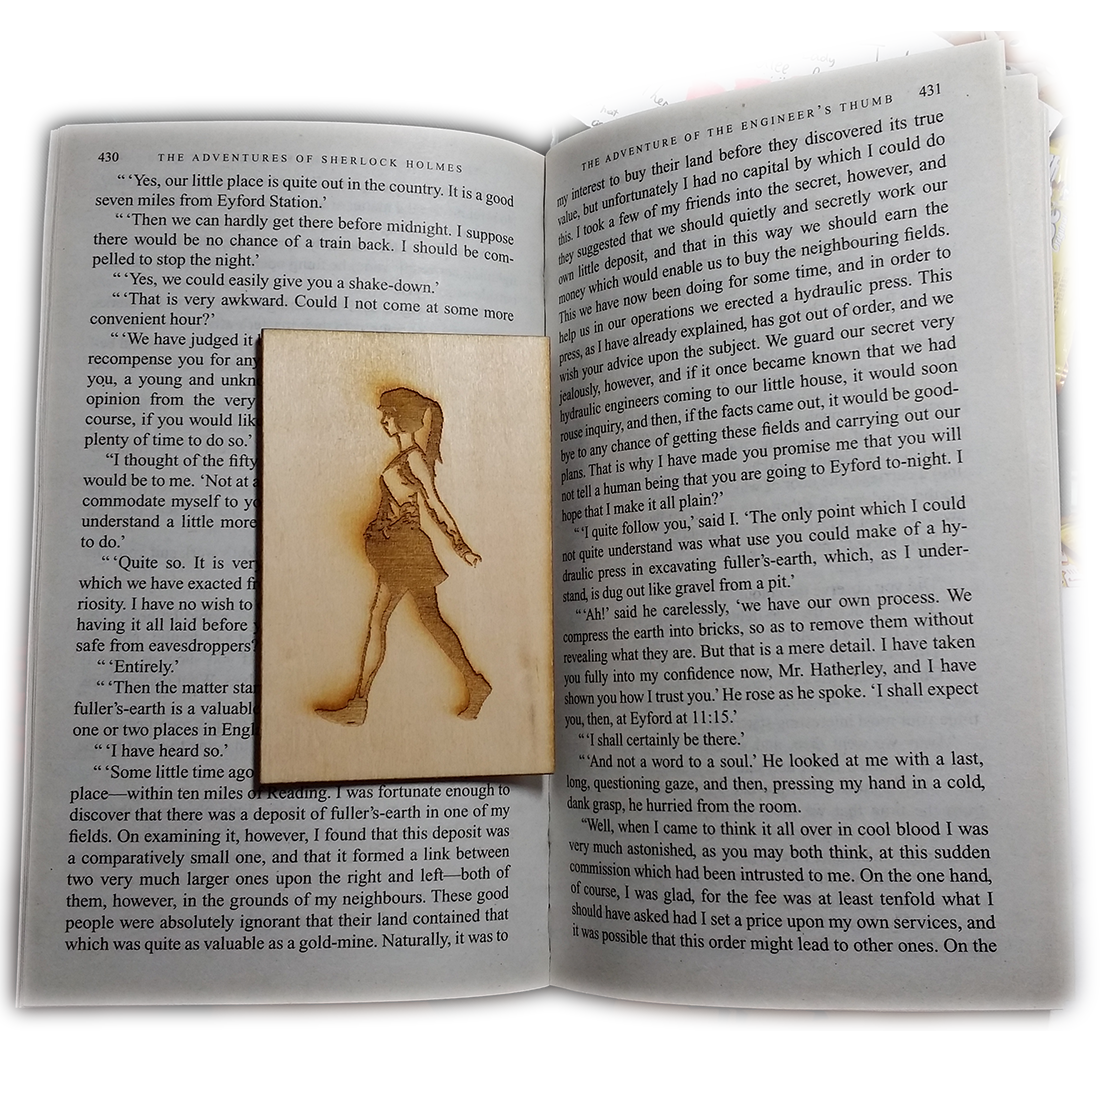 430 THE ADVENTURES OF SHERLOCK HOLMES
“‘Yes, our little place is quite out in the country. It is a good
seven miles from Eyford Station.’
“‘Then we can hardly get there before midnight. I suppose
there would be no chance of a train back. I should be com-
pelled to stop the night.’
“‘Yes, we could easily give you a shake-down.’
“‘That is very awkward. Could I not come at some more
convenient hour?’
“‘We have judged it
recompense you for any
you, a young and unkn
opinion from the very
course, if you would lik
plenty of time to do so.’
“I thought of the fifty
would be to me. ‘Not at a
commodate myself to yo
understand a little more
to do.’
“‘Quite so. It is ver
which we have exacted fr
riosity. I have no wish to
having it all laid before
safe from eavesdroppers?
“‘Entirely.’
“‘Then the matter stan
fuller’s-earth is a valuable
one or two places in Engl
“‘I have heard so.’
“‘Some little time ago
place—within ten miles of Reading. I was fortunate enough to
discover that there was a deposit of fuller’s-earth in one of my
fields. On examining it, however, I found that this deposit was
a comparatively small one, and that it formed a link between
two very much larger ones upon the right and left—both of
them, however, in the grounds of my neighbours. These good
people were absolutely ignorant that their land contained that
which was quite as valuable as a gold-mine. Naturally, it was to
THE ADVENTURE OF THE ENGINEER’S THUMB 431
my interest to buy their land before they discovered its true
value, but unfortunately I had no capital by which I could do
this. I took a few of my friends into the secret, however, and
they suggested that we should quietly and secretly work our
own little deposit, and that in this way we should earn the
money which would enable us to buy the neighbouring fields.
This we have now been doing for some time, and in order to
help us in our operations we erected a hydraulic press. This
press, as I have already explained, has got out of order, and we
wish your advice upon the subject. We guard our secret very
jealously, however, and if it once became known that we had
hydraulic engineers coming to our little house, it would soon
rouse inquiry, and then, if the facts came out, it would be good-
bye to any chance of getting these fields and carrying out our
plans. That is why I have made you promise me that you will
not tell a human being that you are going to Eyford to-night. I
hope that I make it all plain?’
“‘I quite follow you,’ said I. ‘The only point which I could
not quite understand was what use you could make of a hy-
draulic press in excavating fuller’s-earth, which, as I under-
stand, is dug out like gravel from a pit.’
“‘Ah!’ said he carelessly, ‘we have our own process. We
compress the earth into bricks, so as to remove them without
revealing what they are. But that is a mere detail. I have taken
you fully into my confidence now, Mr. Hatherley, and I have
shown you how I trust you.’ He rose as he spoke. ‘I shall expect
you, then, at Eyford at 11:15.’
“‘I shall certainly be there.’
“‘And not a word to a soul.’ He looked at me with a last,
long, questioning gaze, and then, pressing my hand in a cold,
dank grasp, he hurried from the room.
“Well, when I came to think it all over in cool blood I was
very much astonished, as you may both think, at this sudden
commission which had been intrusted to me. On the one hand,
of course, I was glad, for the fee was at least tenfold what I
should have asked had I set a price upon my own services, and
it was possible that this order might lead to other ones. On the